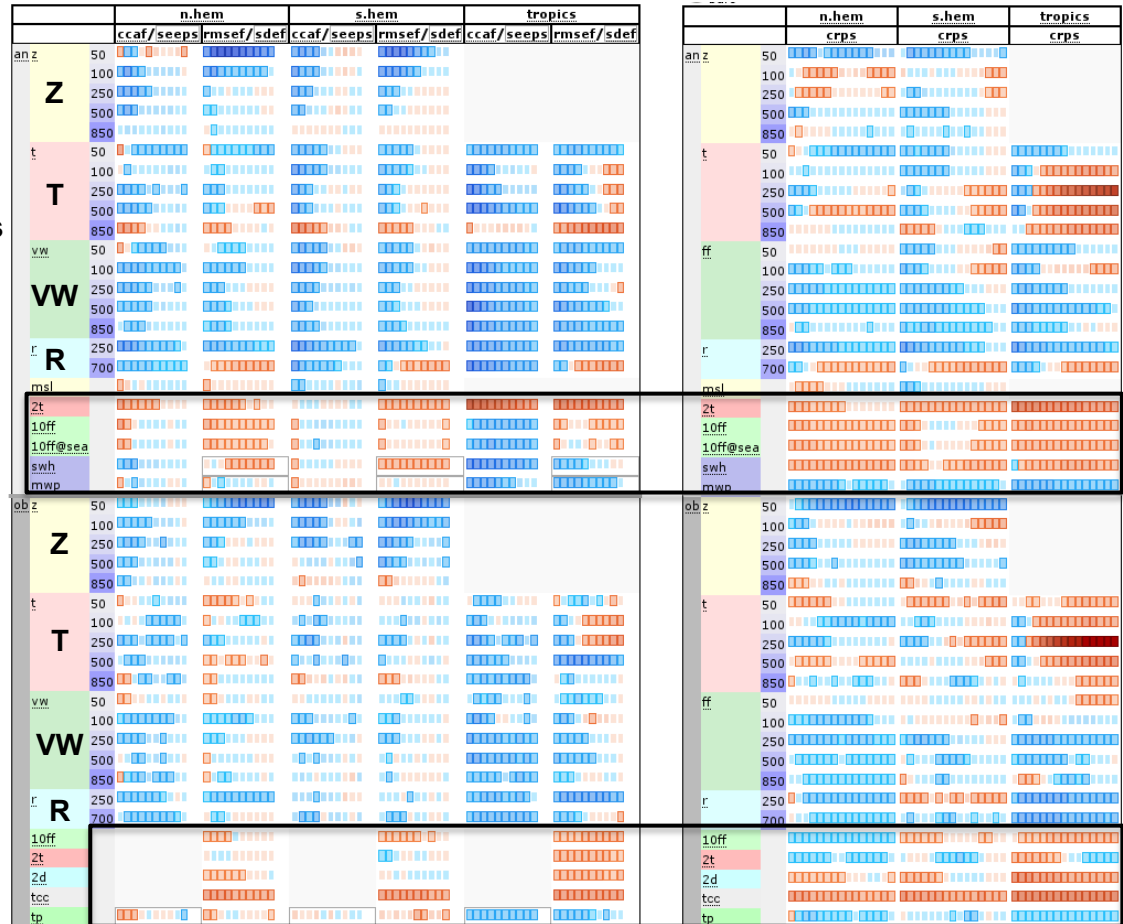 n.hem s.hem tropics
ccaf/seeps rmsef/sdef ccaf/seeps rmsef/sdef ccaf/seeps rmsef/sdef
an z 50
100
Z
250
500
850
t 50
100
T
250
500
850
vw 50
100
VW
250
500
850
r 250
R
700
msl
2t
10ff
10ff@sea
swh
mwp
ob z 50
100
Z
250
500
850
t 50
100
T
250
500
850
vw 50
100
VW
250
500
850
r 250
R
700
10ff
2t
2d
tcc
tp
n.hem s.hem tropics
crps crps crps
an z 50
100
250
500
850
t 50
100
250
500
850
ff 50
100
250
500
850
r 250
700
msl
2t
10ff
10ff@sea
swh
mwp
ob z 50
100
250
500
850
t 50
100
250
500
850
ff 50
100
250
500
850
r 250
700
10ff
2t
2d
tcc
tp